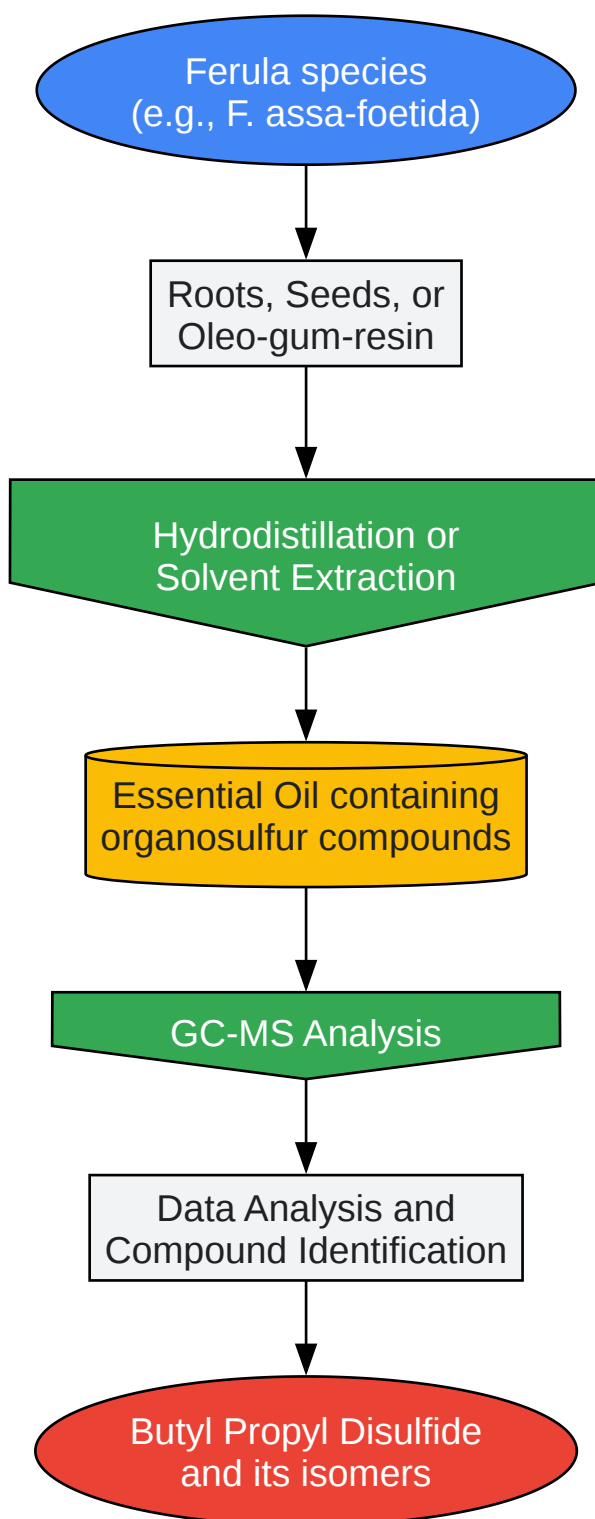 Ferula species
(e.g., F. assa-foetida)
Roots, Seeds, or
Oleo-gum-resin
Hydrodistillation or
Solvent Extraction
Essential Oil containing
organosulfur compounds
GC-MS Analysis
Data Analysis and
Compound Identification
Butyl Propyl Disulfide
and its isomers